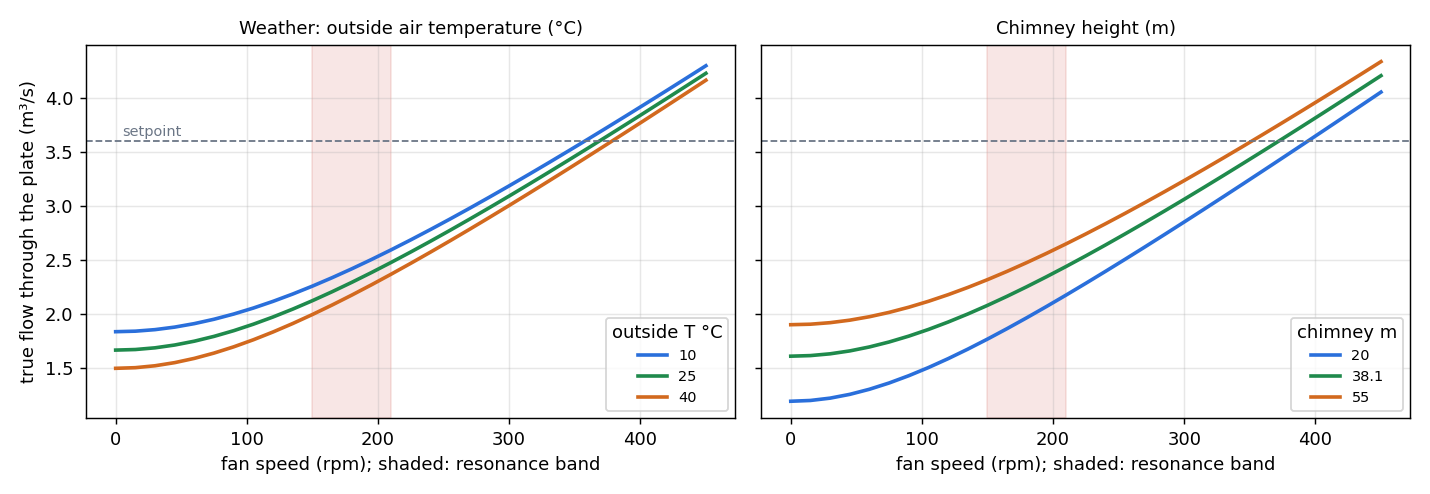 Weather: outside air temperature (°C)
true flow through the plate (m³/s)
4.0
3.5
3.0
2.5
2.0
1.5
setpoint
outside T °C
10
25
40
0
100
200
300
400
fan speed (rpm); shaded: resonance band
Chimney height (m)
chimney m
20
38.1
55
0
100
200
300
400
fan speed (rpm); shaded: resonance band